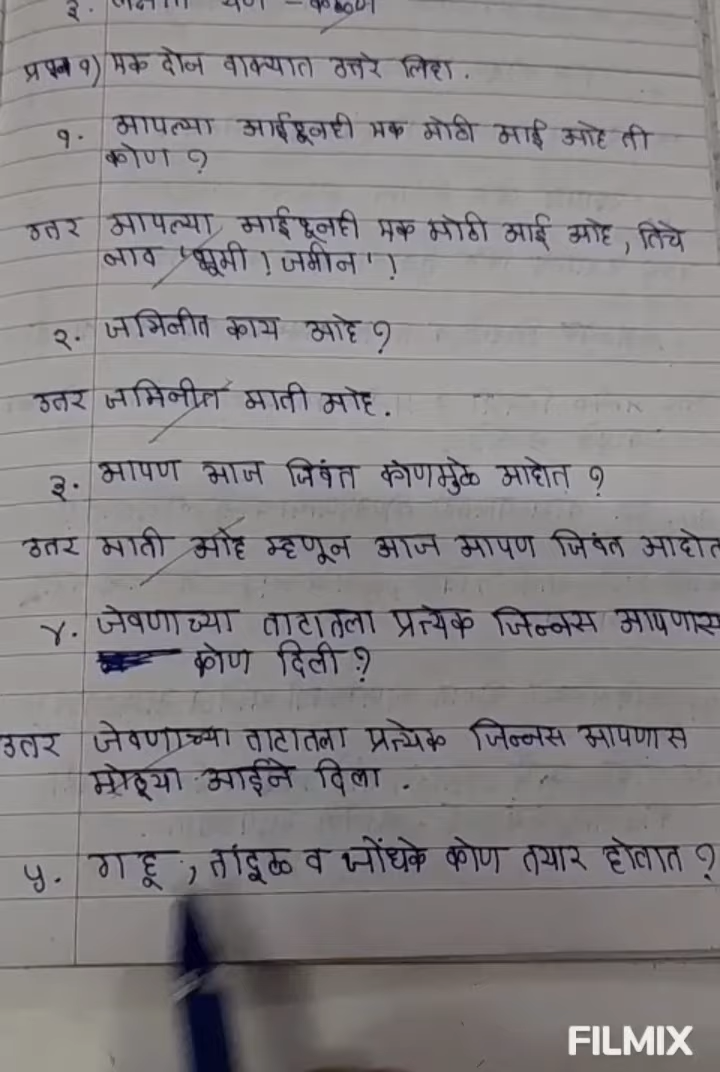 ३.
प्रश्न १) एक दोन वाक्यात उत्तरे लिहा.
१. आपल्या आईहूनही एक मोठी आई आहे ती
कोण ?
उत्तर आपल्या आईहूनही एक मोठी आई आहे, तिचे
नाव 'भूमी । जमीन' !
२. जमिनीत काय आहे ?
उत्तर जमिनीत माती आहे.
३. आपण आज जिवंत कोणमुळे आहोत ?
उत्तर माती आहे म्हणून आज आपण जिवंत आहोत
४. जेवणाच्या ताटातला प्रत्येक जिन्नस आपणास
कोण दिली ?
उत्तर जेवणाच्या ताटातला प्रत्येक जिन्नस आपणास
मोठ्या आईने दिला .
५. गहू , तांदूळ व जोंधळे कोण तयार होतात ?
FILMIX